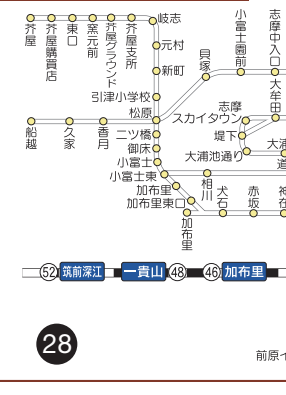 岐志
芥屋
芥屋購買店
東口
窯元前
芥屋グラウンド
芥屋支所
元村
新町
引津小学校
松原
貝塚
小富士園前
志摩中入口
大牟田
志摩
スカイタウン
堤下
大浦池通り
船越
久家
香月
二ツ橋
御床
小富士
小富士東
加布里
加布里東口
加布里
相川
犬石
赤坂
52 筑前深江 一貴山 48 46 加布里
28
前原イ